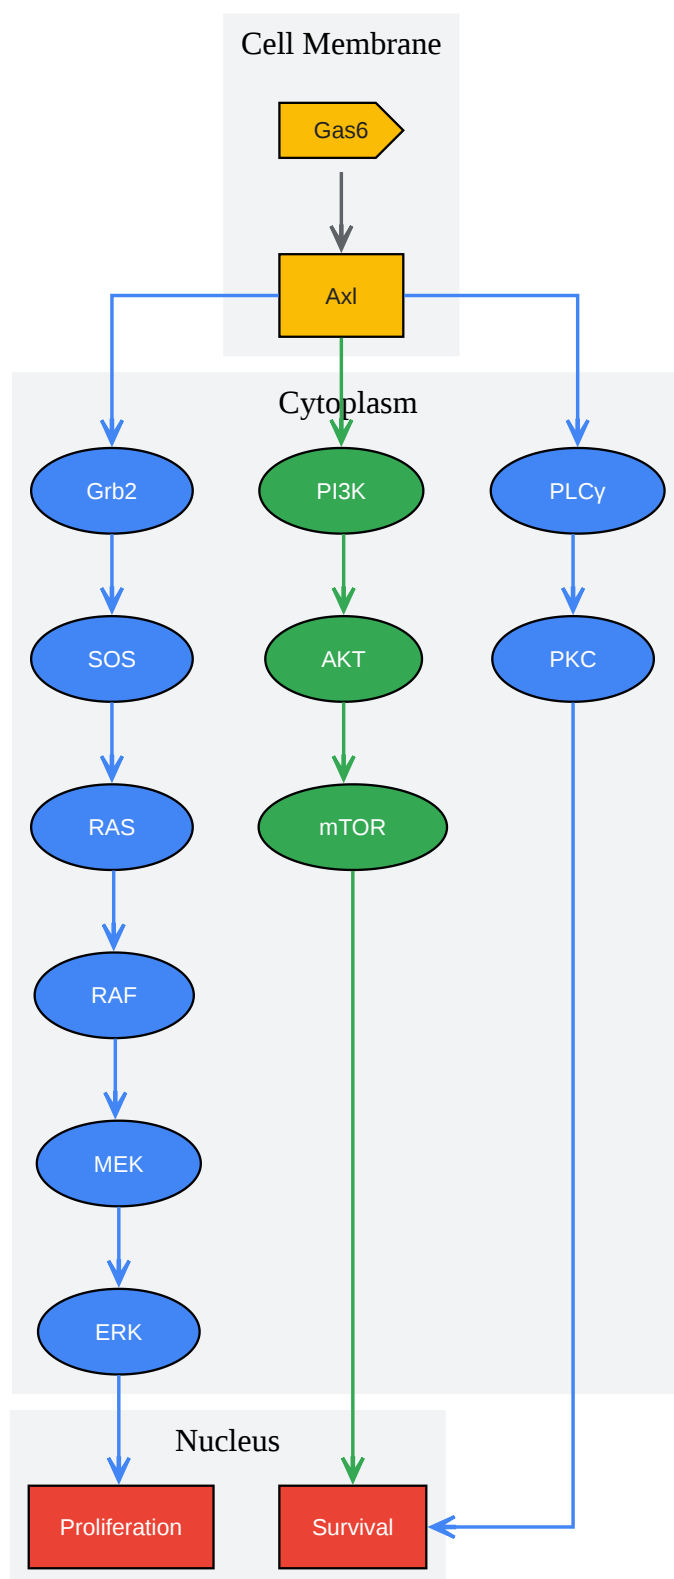 Cell Membrane
Gas6
Axl
Cytoplasm
Grb2
PI3K
PLCγ
SOS
AKT
PKC
RAS
mTOR
RAF
MEK
ERK
Nucleus
Proliferation
Survival